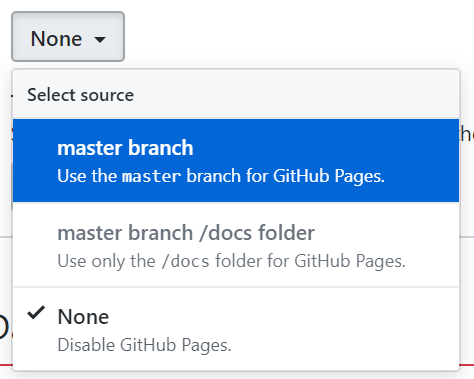 None
Select source
master branch
Use the master branch for GitHub Pages.
master branch /docs folder
Use only the /docs folder for GitHub Pages.
None
Disable GitHub Pages.